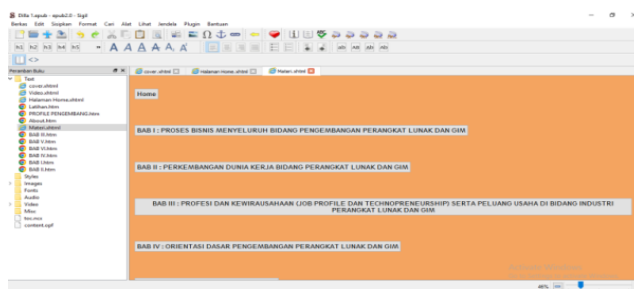 Dilla 1.epub - epub2.0 - Sigil
Berkas Edit Sisipkan Format Cari Alat Lihat Jendela Plugin Bantuan
h1 h2 h3 h4 h5 A A A A A
Peramban Buku
cover.xhtml Halaman Home.xhtml Materi.xhtml
Text
cover.xhtml
Video.xhtml
Halaman Home.xhtml
Latihan.htm
PROFILE PENGEMBANG.htm
About.htm
Materi.xhtml
BAB III.htm
BAB V.htm
BAB IV.htm
BAB I.htm
BAB II.htm
Styles
Images
Fonts
Audio
Video
Misc
toc.ncx
content.opf
Home
BAB I : PROSES BISNIS MENYELURUH BIDANG PENGEMBANGAN PERANGKAT LUNAK DAN GIM
BAB II : PERKEMBANGAN DUNIA KERJA BIDANG PERANGKAT LUNAK DAN GIM
BAB III : PROFESI DAN KEWIRAUSAHAAN (JOB PROFILE DAN TECHNOPRENEURSHIP) SERTA PELUANG USAHA DI BIDANG INDUSTRI
PERANGKAT LUNAK DAN GIM
BAB IV : ORIENTASI DASAR PENGEMBANGAN PERANGKAT LUNAK DAN GIM